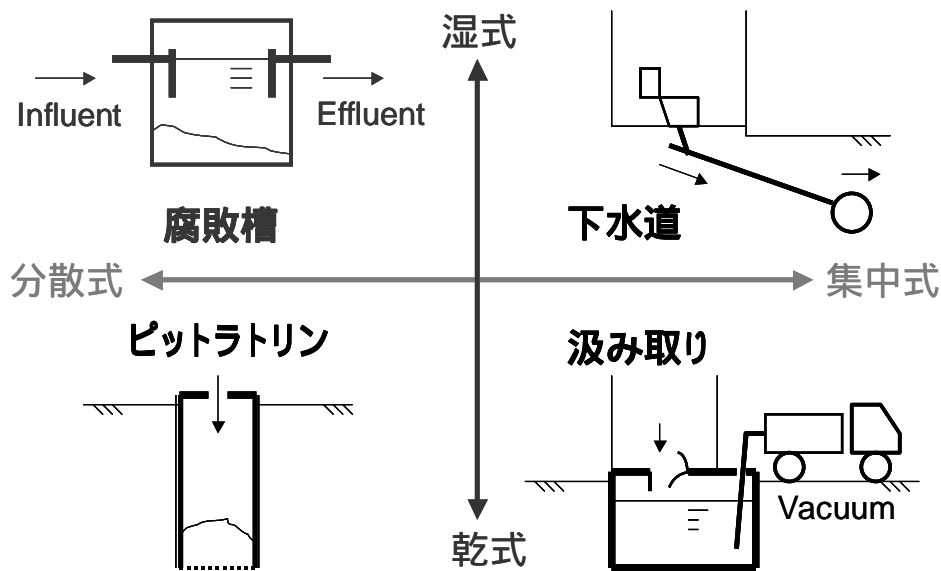 湿式
Influent
Effluent
腐敗槽
下水道
分散式
集中式
ピットラトリン
汲み取り
Vacuum
乾式